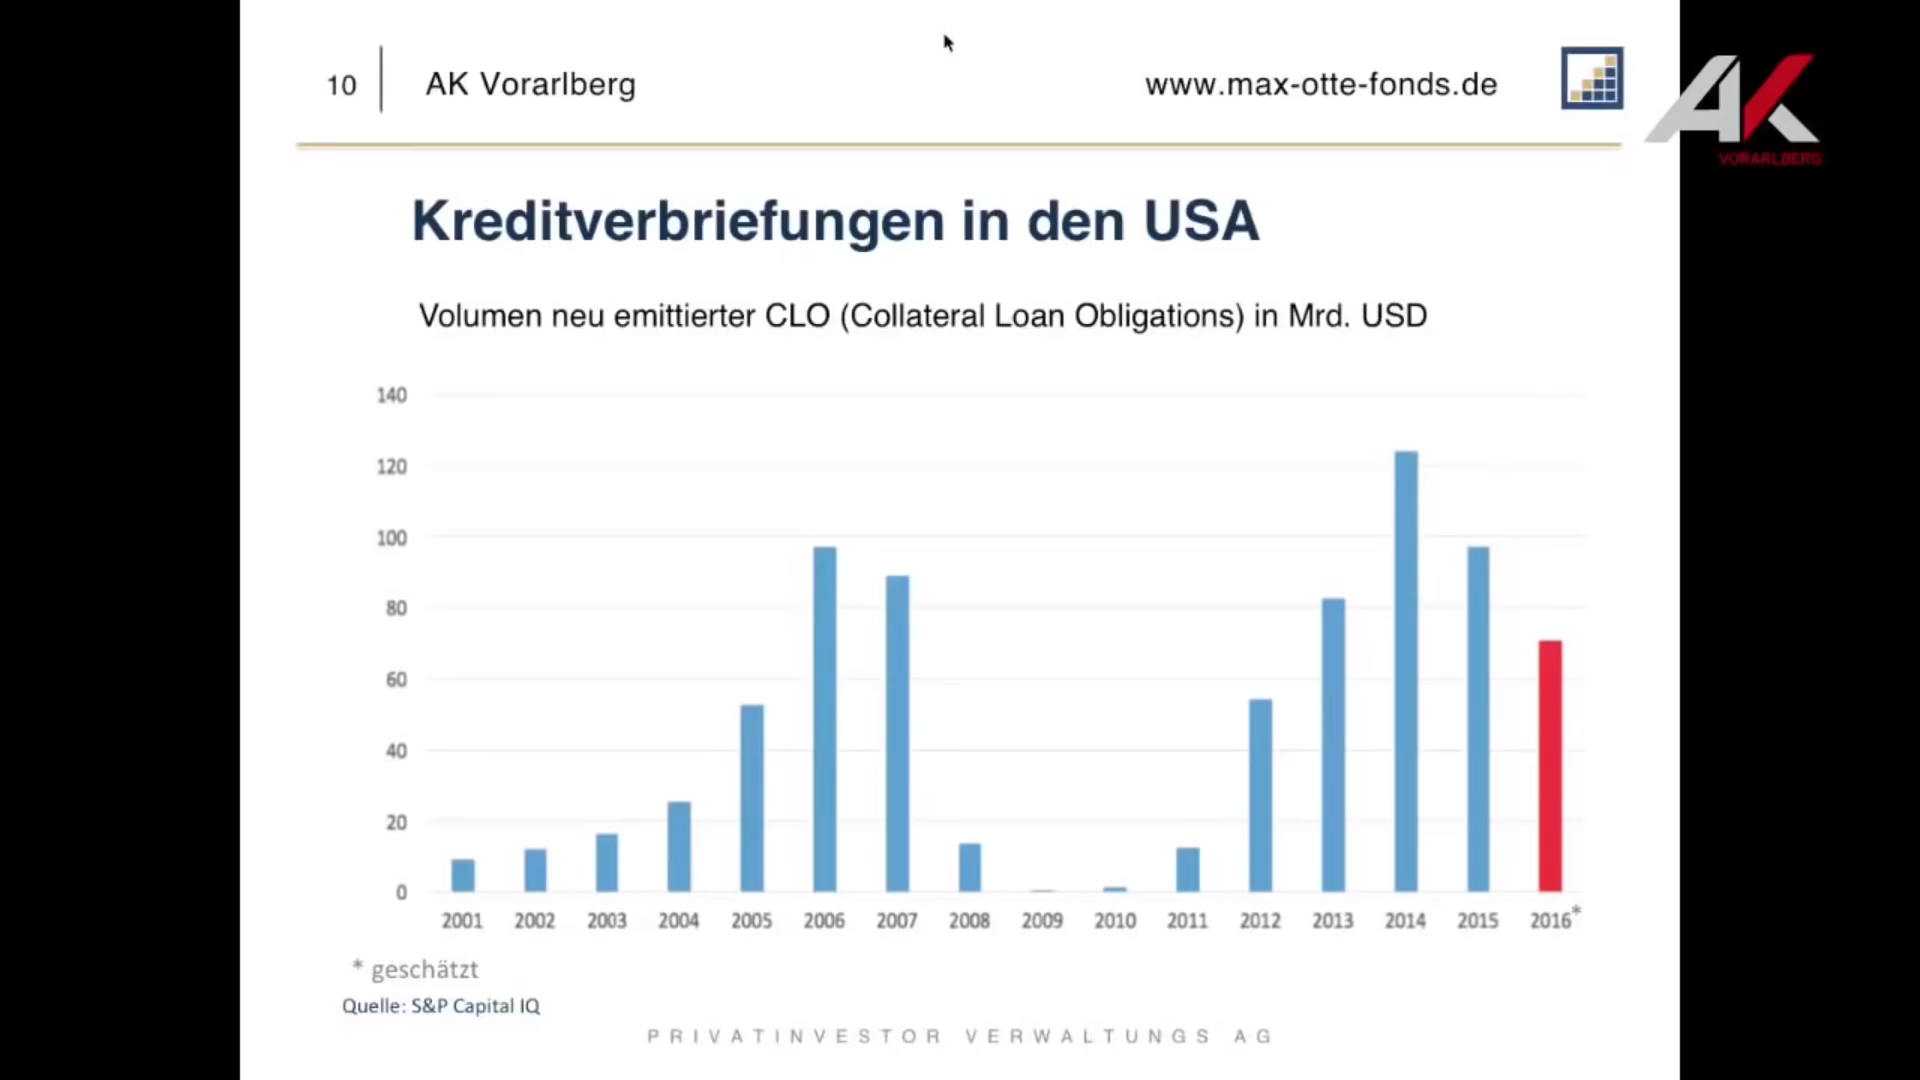 10 AK Vorarlberg www.max-otte-fonds.de
AK
VORARLBERG
Kreditverbriefungen in den USA
Volumen neu emittierter CLO (Collateral Loan Obligations) in Mrd. USD
140
120
100
80
60
40
20
0
2001 2002 2003 2004 2005 2006 2007 2008 2009 2010 2011 2012 2013 2014 2015 2016*
* geschätzt
Quelle: S&P Capital IQ
PRIVATINVESTOR VERWALTUNGS AG